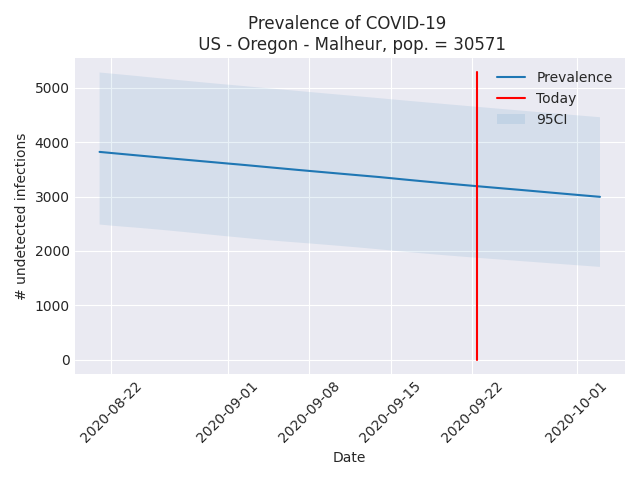 Prevalence of COVID-19
US - Oregon - Malheur, pop. = 30571
Prevalence
Today
95CI
# undetected infections
5000
4000
3000
2000
1000
0
2020-08-22
2020-09-01
2020-09-08
2020-09-15
2020-09-22
2020-10-01
Date